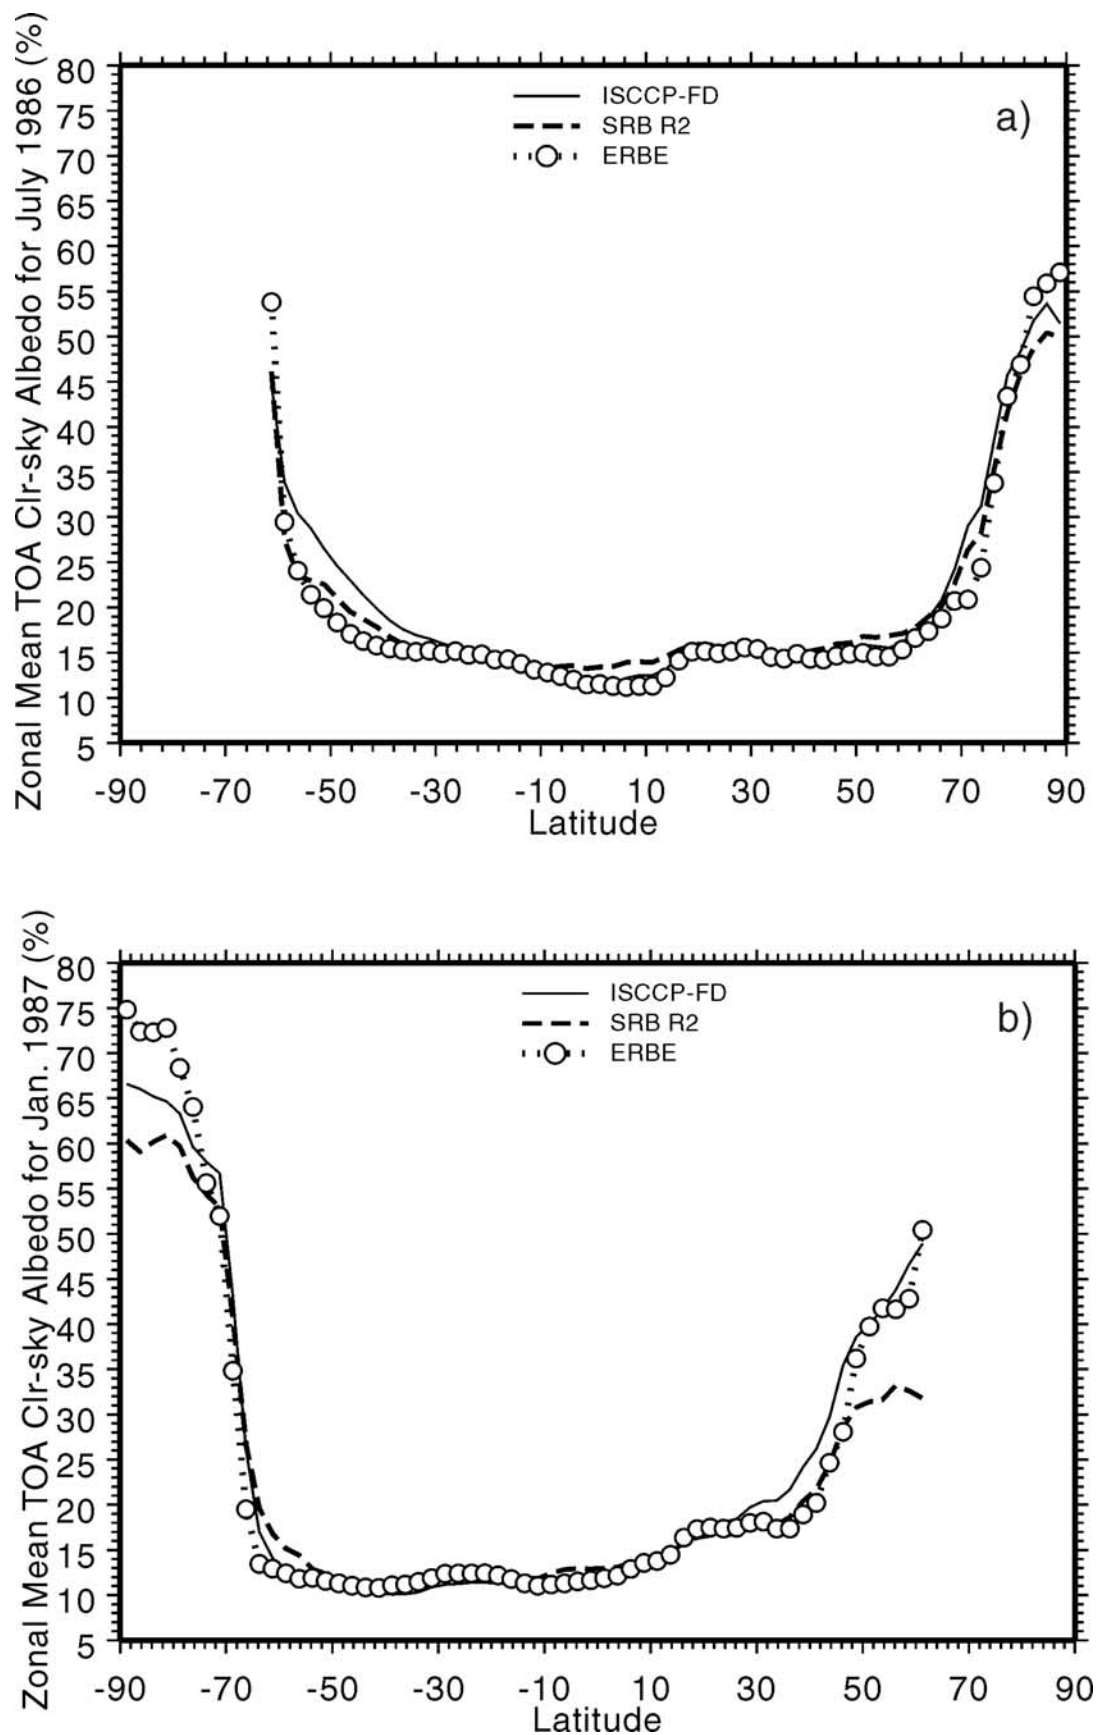 Zonal Mean TOA Clr-sky Albedo for July 1986 (%)
80
75
70
65
60
55
50
45
40
35
30
25
20
15
10
5
ISCCP-FD
SRB R2
ERBE
a)
-90 -70 -50 -30 -10 10 30 50 70 90
Latitude
Zonal Mean TOA Clr-sky Albedo for Jan. 1987 (%)
80
75
70
65
60
55
50
45
40
35
30
25
20
15
10
5
ISCCP-FD
SRB R2
ERBE
b)
-90 -70 -50 -30 -10 10 30 50 70 90
Latitude